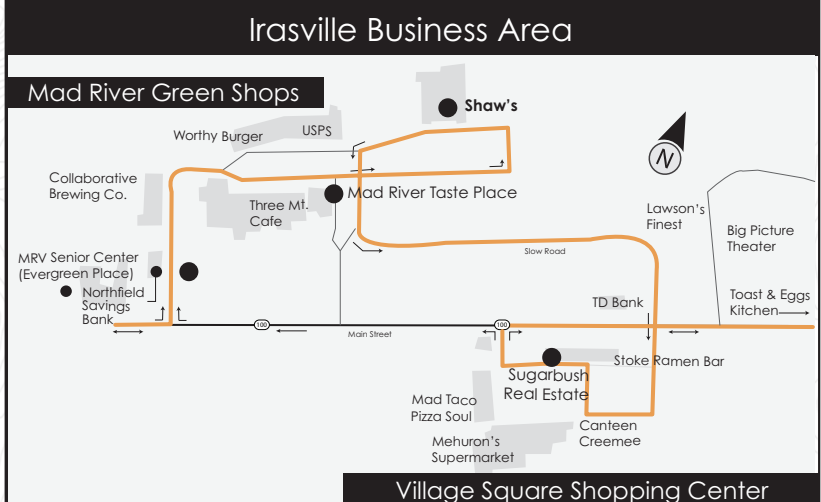 Irasville Business Area
Mad River Green Shops
Shaw's
Worthy Burger
USPS
N
Collaborative
Brewing Co.
Three Mt.
Cafe
Mad River Taste Place
Lawson's
Finest
Big Picture
Theater
Slow Road
MRV Senior Center
(Evergreen Place)
Northfield
Savings
Bank
TD Bank
Toast & Eggs
Kitchen
100
Main Street
100
Stoke Ramen Bar
Sugarbush
Real Estate
Mad Taco
Pizza Soul
Canteen
Creemee
Mehuron's
Supermarket
Village Square Shopping Center